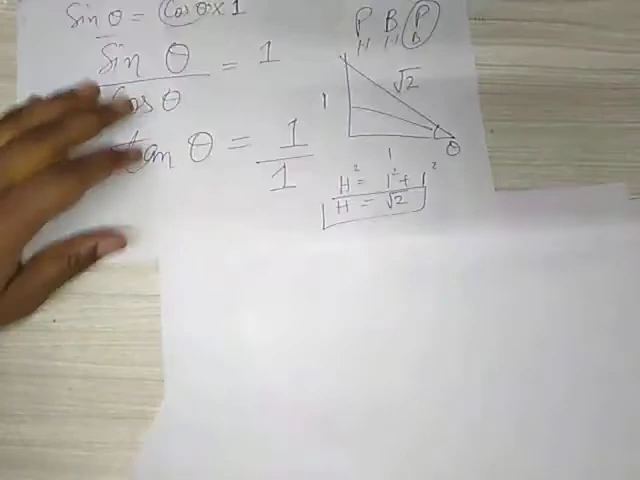 Sin θ = Cos θ x 1
Sin θ / Cos θ = 1
tan θ = 1/1
P B P
H H B
√2
1
1
θ
H² = 1² + 1²
H = √2